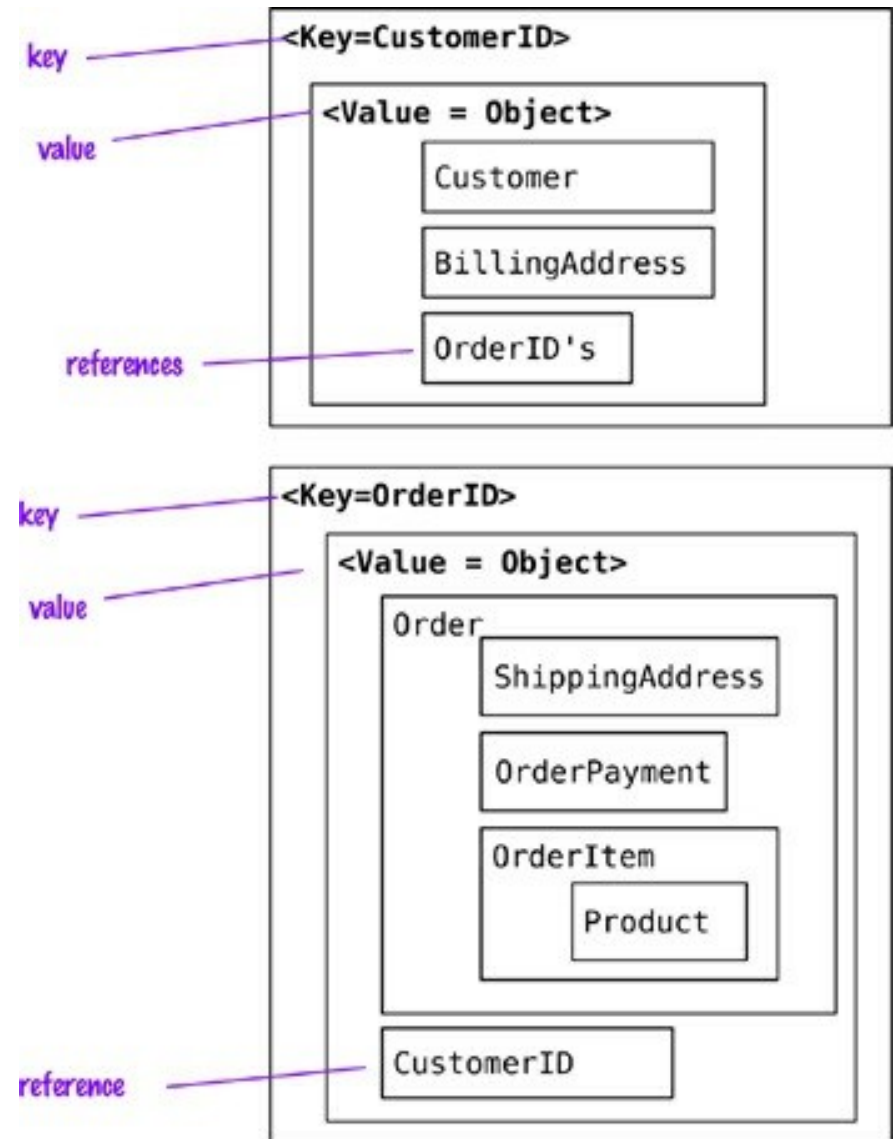 <Key=CustomerID>
key
<Value = Object>
value
Customer
BillingAddress
OrderID's
references
<Key=OrderID>
key
<Value = Object>
value
Order
ShippingAddress
OrderPayment
OrderItem
Product
CustomerID
reference